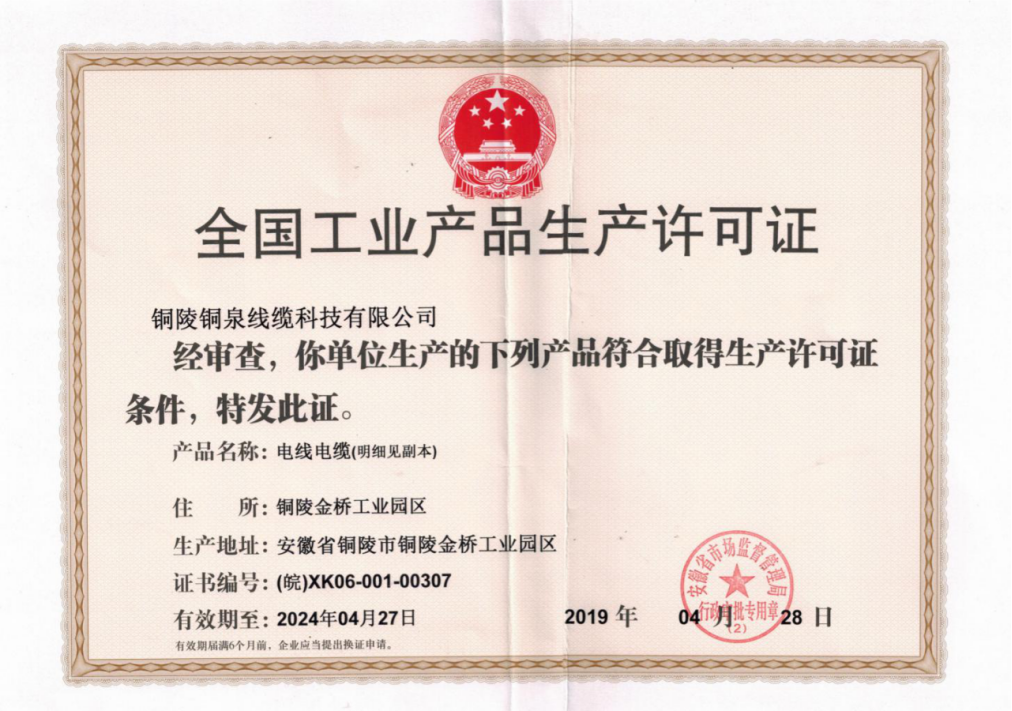 全国工业产品生产许可证
铜陵铜泉线缆科技有限公司
经审查，你单位生产的下列产品符合取得生产许可证
条件，特发此证。
产品名称：电线电缆(明细见副本)
住 所：铜陵金桥工业园区
生产地址：安徽省铜陵市铜陵金桥工业园区
证书编号：(皖)XK06-001-00307
有效期至：2024年04月27日
2019 年 04 月 28 日
有效期届满6个月前，企业应当提出换证申请。
安徽省市场监督管理局
行政审批专用章
(2)